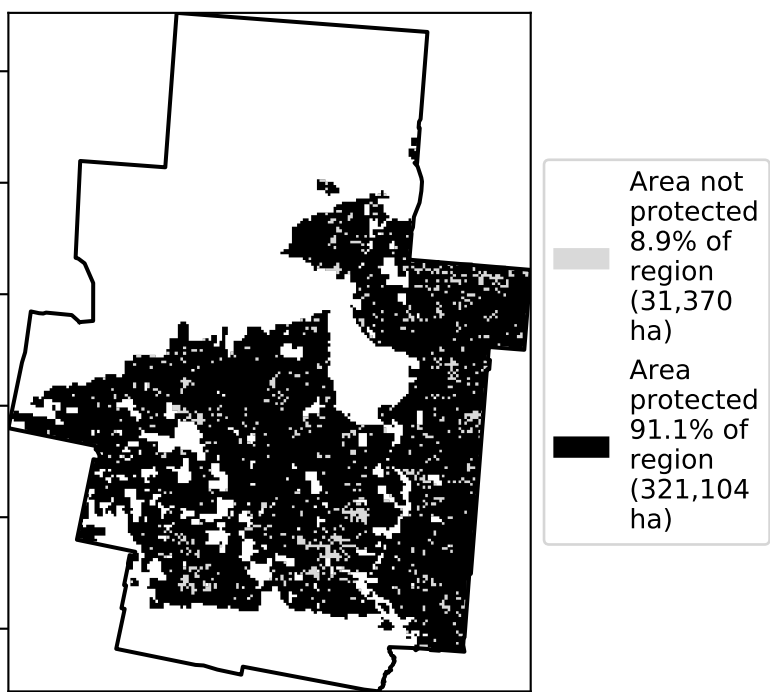 Area not
protected
8.9% of
region
(31,370
ha)
Area
protected
91.1% of
region
(321,104
ha)